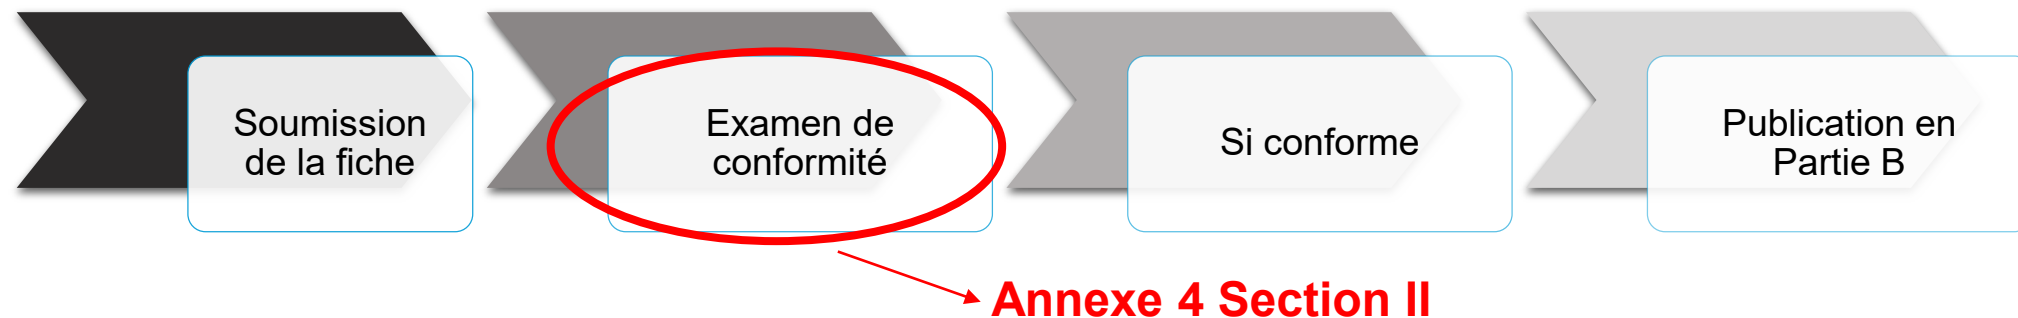 Soumission
de la fiche
Examen de
conformité
Si conforme
Publication en
Partie B
Annexe 4 Section II